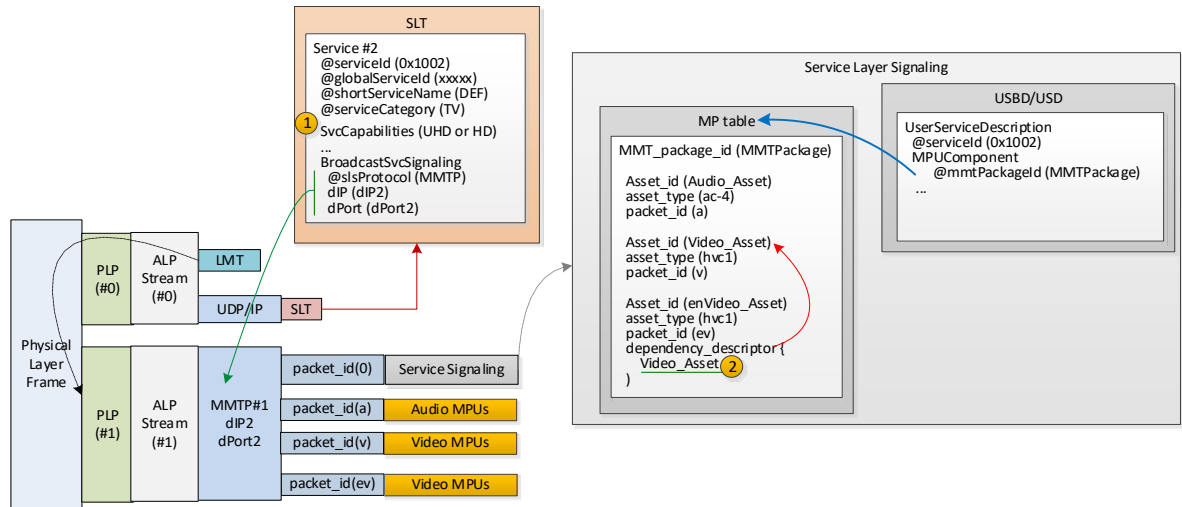 SLT
Service #2
@serviceId (0x1002)
@globalServiceId (xxxxx)
@shortServiceName (DEF)
@serviceCategory (TV)
1
SvcCapabilities (UHD or HD)
...
BroadcastSvcSignaling
@slsProtocol (MMTP)
dIP (dIP2)
dPort (dPort2)
Service Layer Signaling
MP table
MMT_package_id (MMTPackage)
Asset_id (Audio_Asset)
asset_type (ac-4)
packet_id (a)
Asset_id (Video_Asset)
asset_type (hvc1)
packet_id (v)
Asset_id (enVideo_Asset)
asset_type (hvc1)
packet_id (ev)
dependency_descriptor {
Video_Asset
2
)
USBD/USD
UserServiceDescription
@serviceId (0x1002)
MPUComponent
@mmtPackageId (MMTPackage)
...
Physical
Layer
Frame
PLP
(#0)
ALP
Stream
(#0)
LMT
UDP/IP
SLT
PLP
(#1)
ALP
Stream
(#1)
MMTP#1
dIP2
dPort2
packet_id(0)
Service Signaling
packet_id(a)
Audio MPUs
packet_id(v)
Video MPUs
packet_id(ev)
Video MPUs